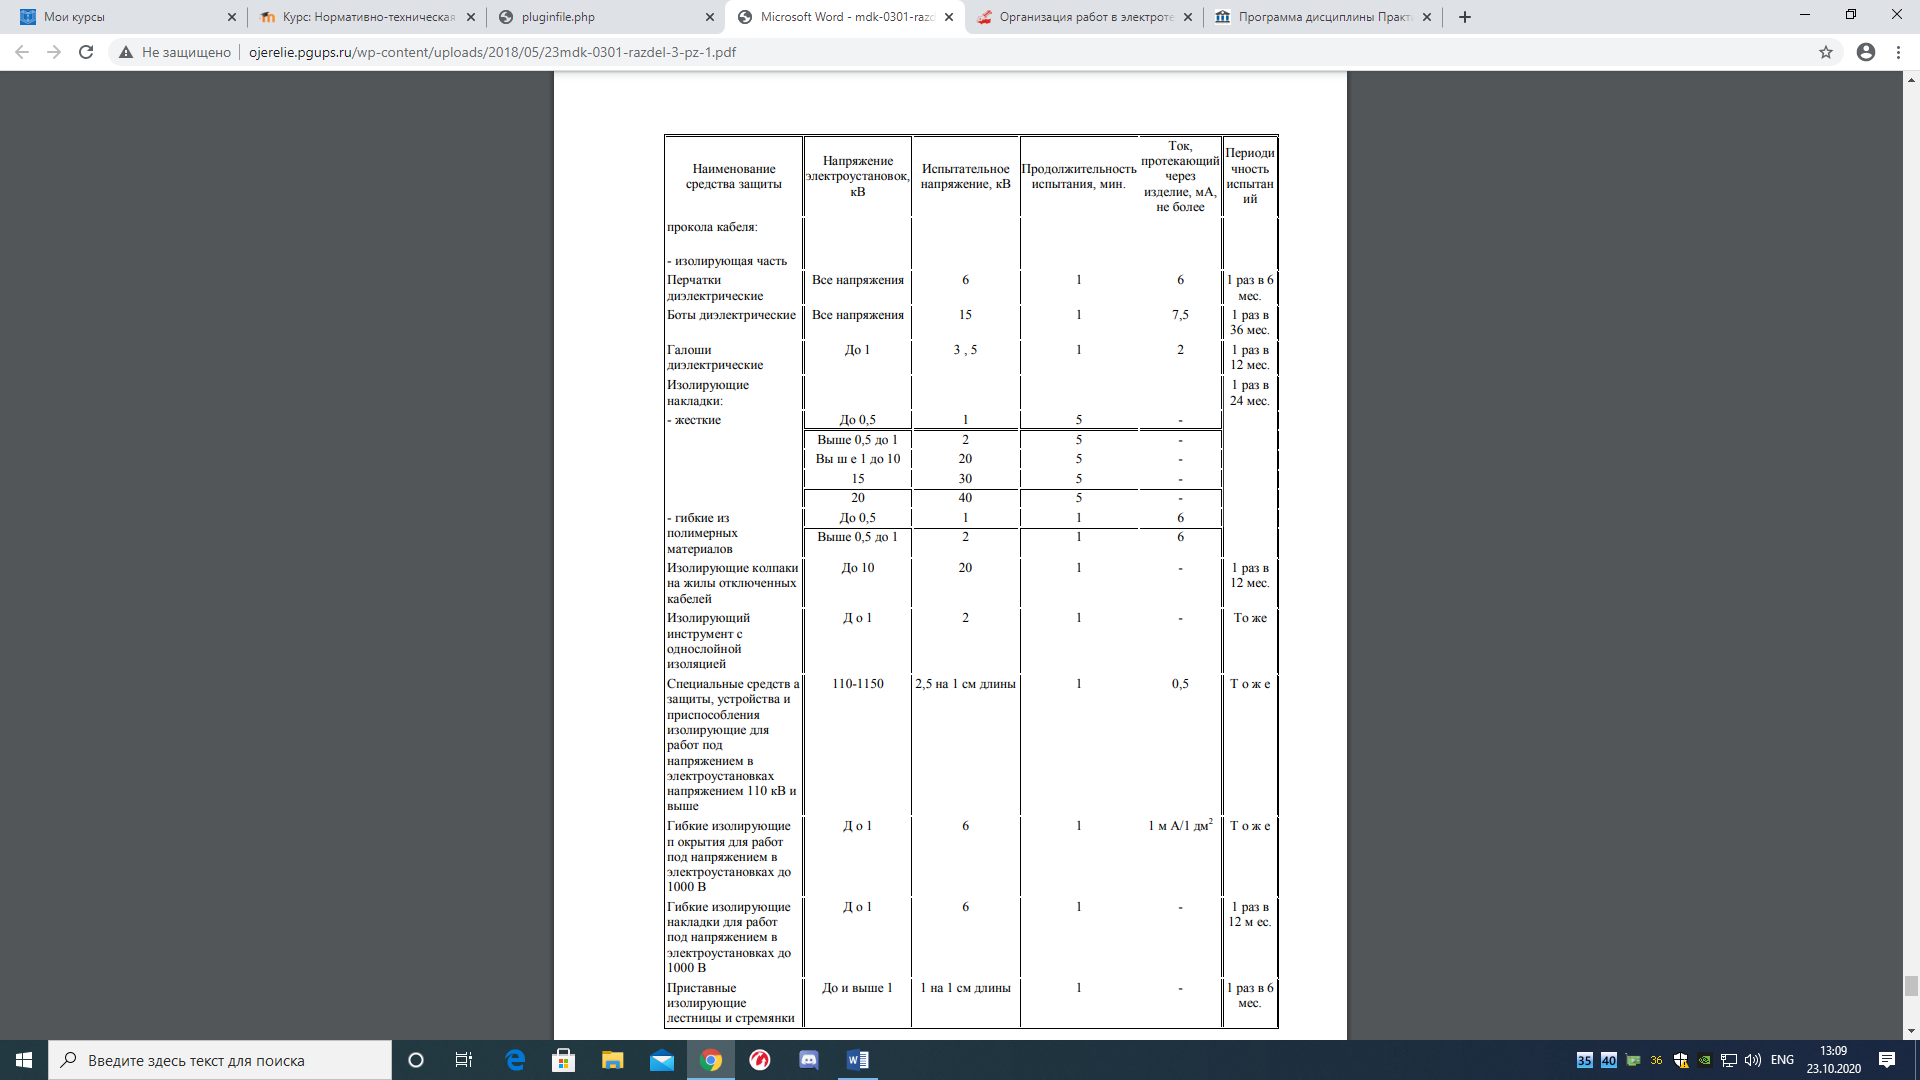 Мои курсы
Курс: Нормативно-техническая
pluginfile.php
Microsoft Word - mdk-0301-razd
Организация работ в электроте
Программа дисциплины Практ
Не защищено
ojerelie.pgups.ru/wp-content/uploads/2018/05/23mdk-0301-razdel-3-pz-1.pdf
Наименование средства защиты
Напряжение электроустановок, кВ
Испытательное напряжение, кВ
Продолжительность испытания, мин.
Ток, протекающий через изделие, мА, не более
Периоди чность испытан ий
прокола кабеля:
- изолирующая часть
Перчатки диэлектрические Все напряжения 6 1 6 1 раз в 6 мес.
Боты диэлектрические Все напряжения 15 1 7,5 1 раз в 36 мес.
Галоши диэлектрические До 1 3 , 5 1 2 1 раз в 12 мес.
Изолирующие накладки: 1 раз в 24 мес.
- жесткие До 0,5 1 5 -
Выше 0,5 до 1 2 5 -
Вы ш е 1 до 10 20 5 -
15 30 5 -
20 40 5 -
- гибкие из полимерных материалов До 0,5 1 1 6
Выше 0,5 до 1 2 1 6
Изолирующие колпаки на жилы отключенных кабелей До 10 20 1 - 1 раз в 12 мес.
Изолирующий инструмент с однослойной изоляцией Д о 1 2 1 - То же
Специальные средств а защиты, устройства и приспособления изолирующие для работ под напряжением в электроустановках напряжением 110 кВ и выше 110-1150 2,5 на 1 см длины 1 0,5 Т о ж е
Гибкие изолирующие п окрытия для работ под напряжением в электроустановках до 1000 В Д о 1 6 1 1 м А/1 дм2 Т о ж е
Гибкие изолирующие накладки для работ под напряжением в электроустановках до 1000 В Д о 1 6 1 - 1 раз в 12 м ес.
Приставные изолирующие лестницы и стремянки До и выше 1 1 на 1 см длины 1 - 1 раз в 6 мес.
Введите здесь текст для поиска
35
40
36
ENG
13:09
23.10.2020